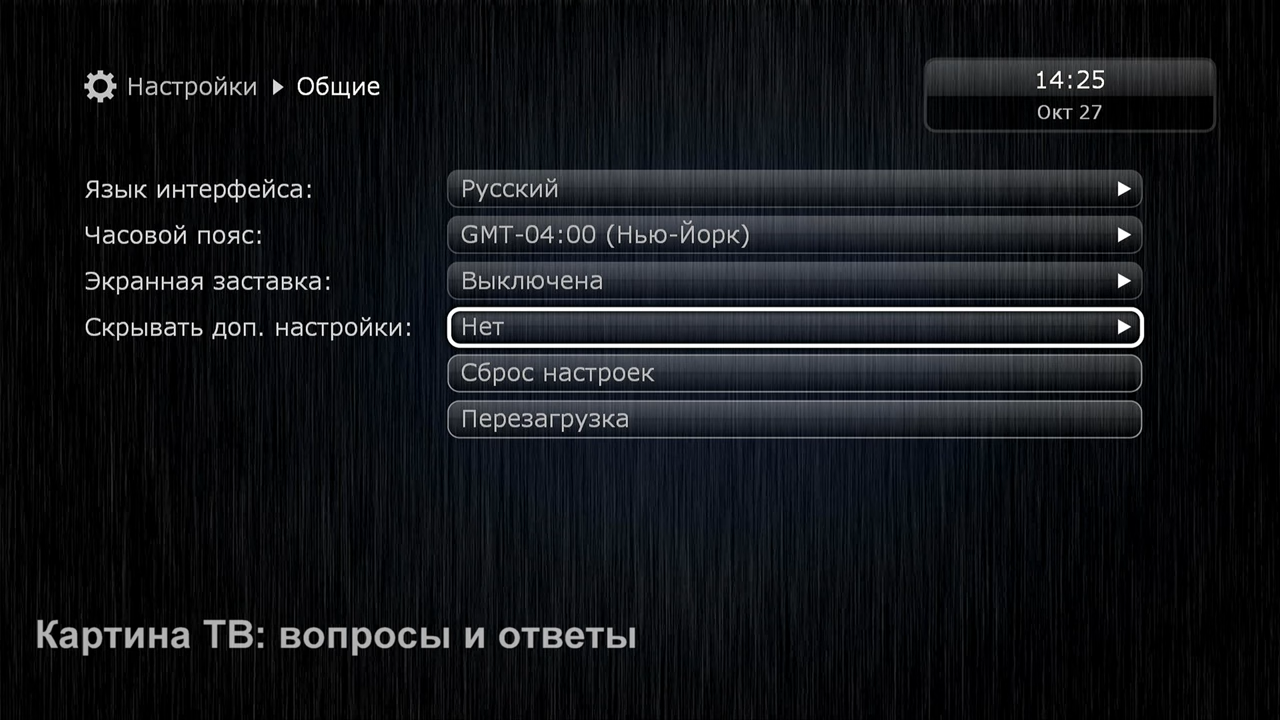 Настройки ▶ Общие
14:25
Окт 27
Язык интерфейса: Русский
Часовой пояс: GMT-04:00 (Нью-Йорк)
Экранная заставка: Выключена
Скрывать доп. настройки: Нет
Сброс настроек
Перезагрузка
Картина ТВ: вопросы и ответы